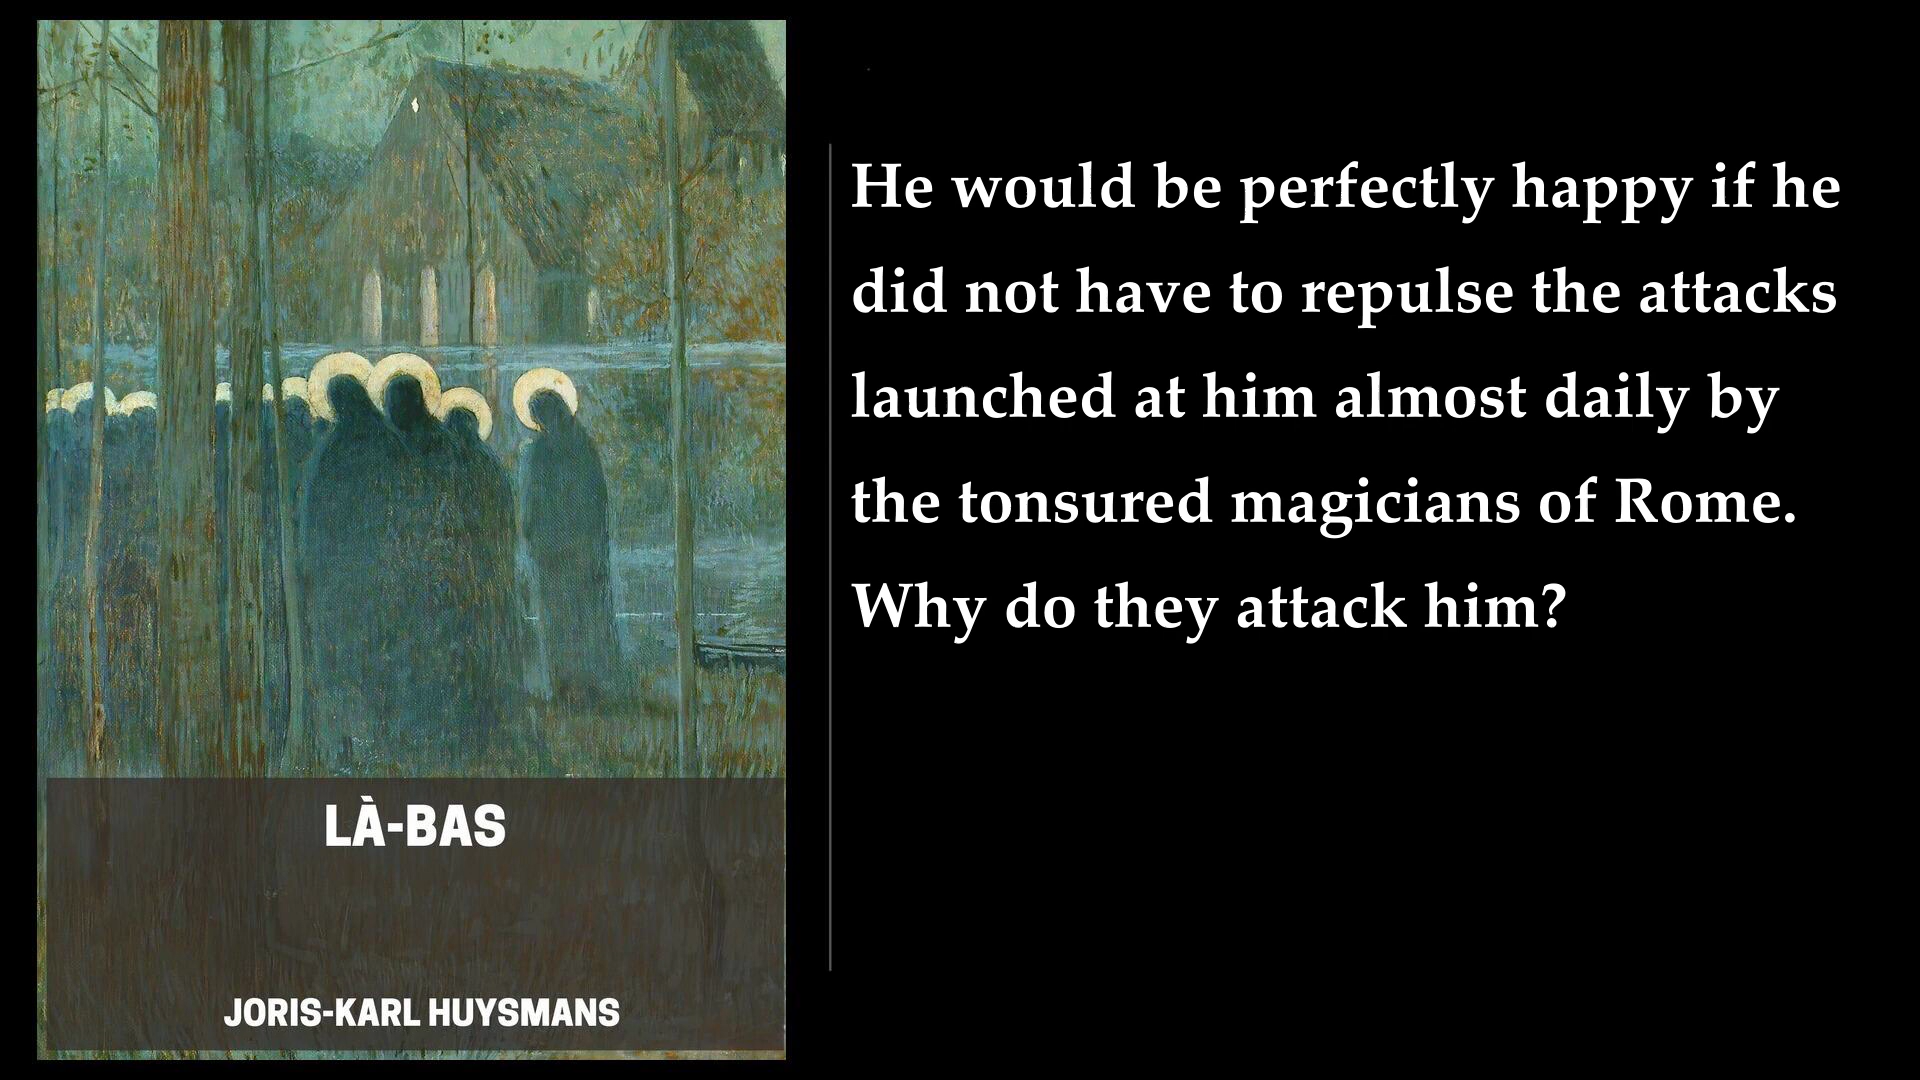 LÀ-BAS
JORIS-KARL HUYSMANS
He would be perfectly happy if he
did not have to repulse the attacks
launched at him almost daily by
the tonsured magicians of Rome.
Why do they attack him?